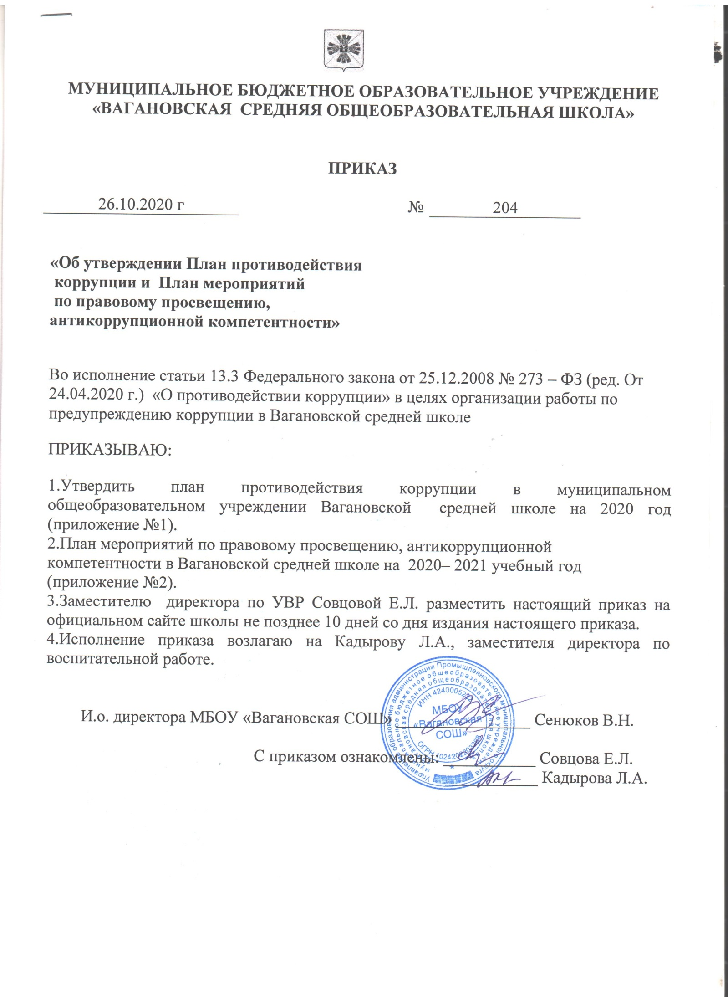 МУНИЦИПАЛЬНОЕ БЮДЖЕТНОЕ ОБРАЗОВАТЕЛЬНОЕ УЧРЕЖДЕНИЕ
«ВАГАНОВСКАЯ СРЕДНЯЯ ОБЩЕОБРАЗОВАТЕЛЬНАЯ ШКОЛА»
ПРИКАЗ
26.10.2020 г № 204
«Об утверждении План противодействия
коррупции и План мероприятий
по правовому просвещению,
антикоррупционной компетентности»
Во исполнение статьи 13.3 Федерального закона от 25.12.2008 № 273 – ФЗ (ред. От
24.04.2020 г.) «О противодействии коррупции» в целях организации работы по
предупреждению коррупции в Вагановской средней школе
ПРИКАЗЫВАЮ:
1.Утвердить план противодействия коррупции в муниципальном
общеобразовательном учреждении Вагановской средней школе на 2020 год
(приложение №1).
2.План мероприятий по правовому просвещению, антикоррупционной
компетентности в Вагановской средней школе на 2020– 2021 учебный год
(приложение №2).
3.Заместителю директора по УВР Совцовой Е.Л. разместить настоящий приказ на
официальном сайте школы не позднее 10 дней со дня издания настоящего приказа.
4.Исполнение приказа возлагаю на Кадырову Л.А., заместителя директора по
воспитательной работе.
И.о. директора МБОУ «Вагановская СОШ» Сенюков В.Н.
С приказом ознакомлены: Совцова Е.Л.
Кадырова Л.А.
Управление образования администрации Промышленновского муниципального округа
муниципальное бюджетное общеобразовательное учреждение
«Вагановская средняя общеобразовательная школа»
ИНН
МБОУ
«Вагановская
СОШ»
ОГРН